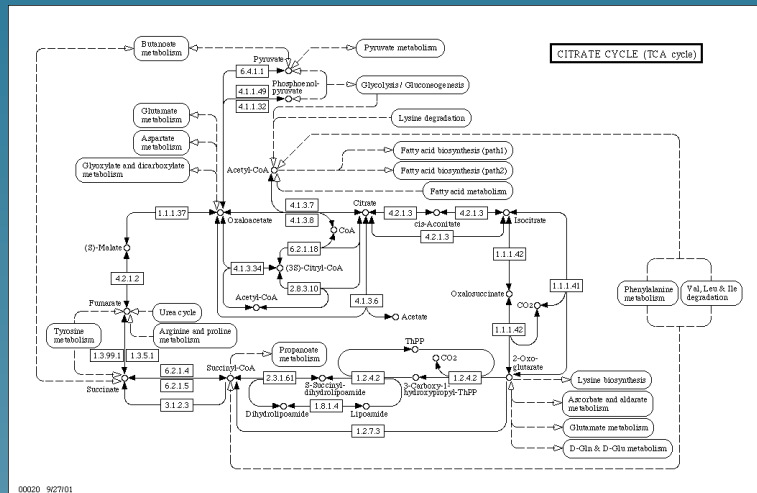 CITRATE CYCLE (TCA cycle)
Butanoate
metabolism
Pyruvate
Pyruvate metabolism
6.4.1.1
Phosphoenol-
pyruvate
4.1.1.49
4.1.1.32
Glycolysis / Gluconeogenesis
Glutamate
metabolism
Lysine degradation
Aspartate
metabolism
Glyoxylate and dicarboxylate
metabolism
Acetyl-CoA
Fatty acid biosynthesis (path1)
Fatty acid biosynthesis (path2)
Fatty acid metabolism
1.1.1.37
Oxaloacetate
4.1.3.7
4.1.3.8
Citrate
4.2.1.3
cis-Aconitate
4.2.1.3
Isocitrate
4.2.1.3
CoA
(S)-Malate
6.2.1.18
4.1.3.34
(3S)-Citryl-CoA
2.8.3.10
Acetyl-CoA
4.1.3.6
Acetate
1.1.1.42
Oxalosuccinate
1.1.1.41
CO2
1.1.1.42
4.2.1.2
Fumarate
Urea cycle
Phenylalanine
metabolism
Val, Leu & Ile
degradation
Tyrosine
metabolism
Arginine and proline
metabolism
1.3.99.1
1.3.5.1
Propanoate
metabolism
ThPP
CO2
2-Oxo-
glutarate
6.2.1.4
6.2.1.5
Succinyl-CoA
2.3.1.61
S-Succinyl-
dihydrolipoamide
1.2.4.2
3-Carboxy-1-
hydroxypropyl-ThPP
1.2.4.2
Lysine biosynthesis
Succinate
3.1.2.3
Dihydrolipoamide
1.8.1.4
Lipoamide
Ascorbate and aldarate
metabolism
1.2.7.3
Glutamate metabolism
D-Gln & D-Glu metabolism
00020 9/27/01